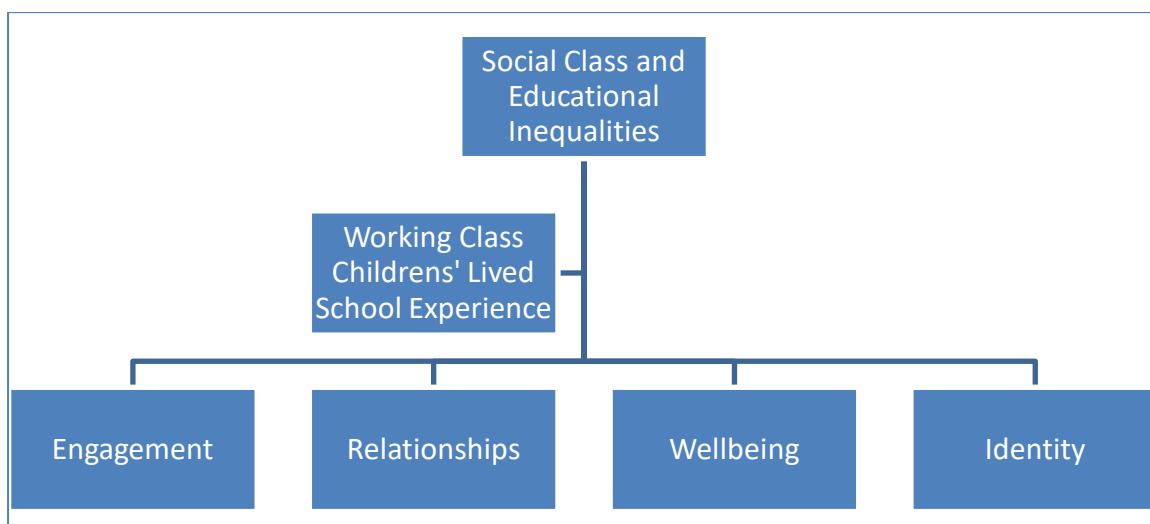 Social Class and
Educational
Inequalities
Working Class
Childrens' Lived
School Experience
Engagement
Relationships
Wellbeing
Identity